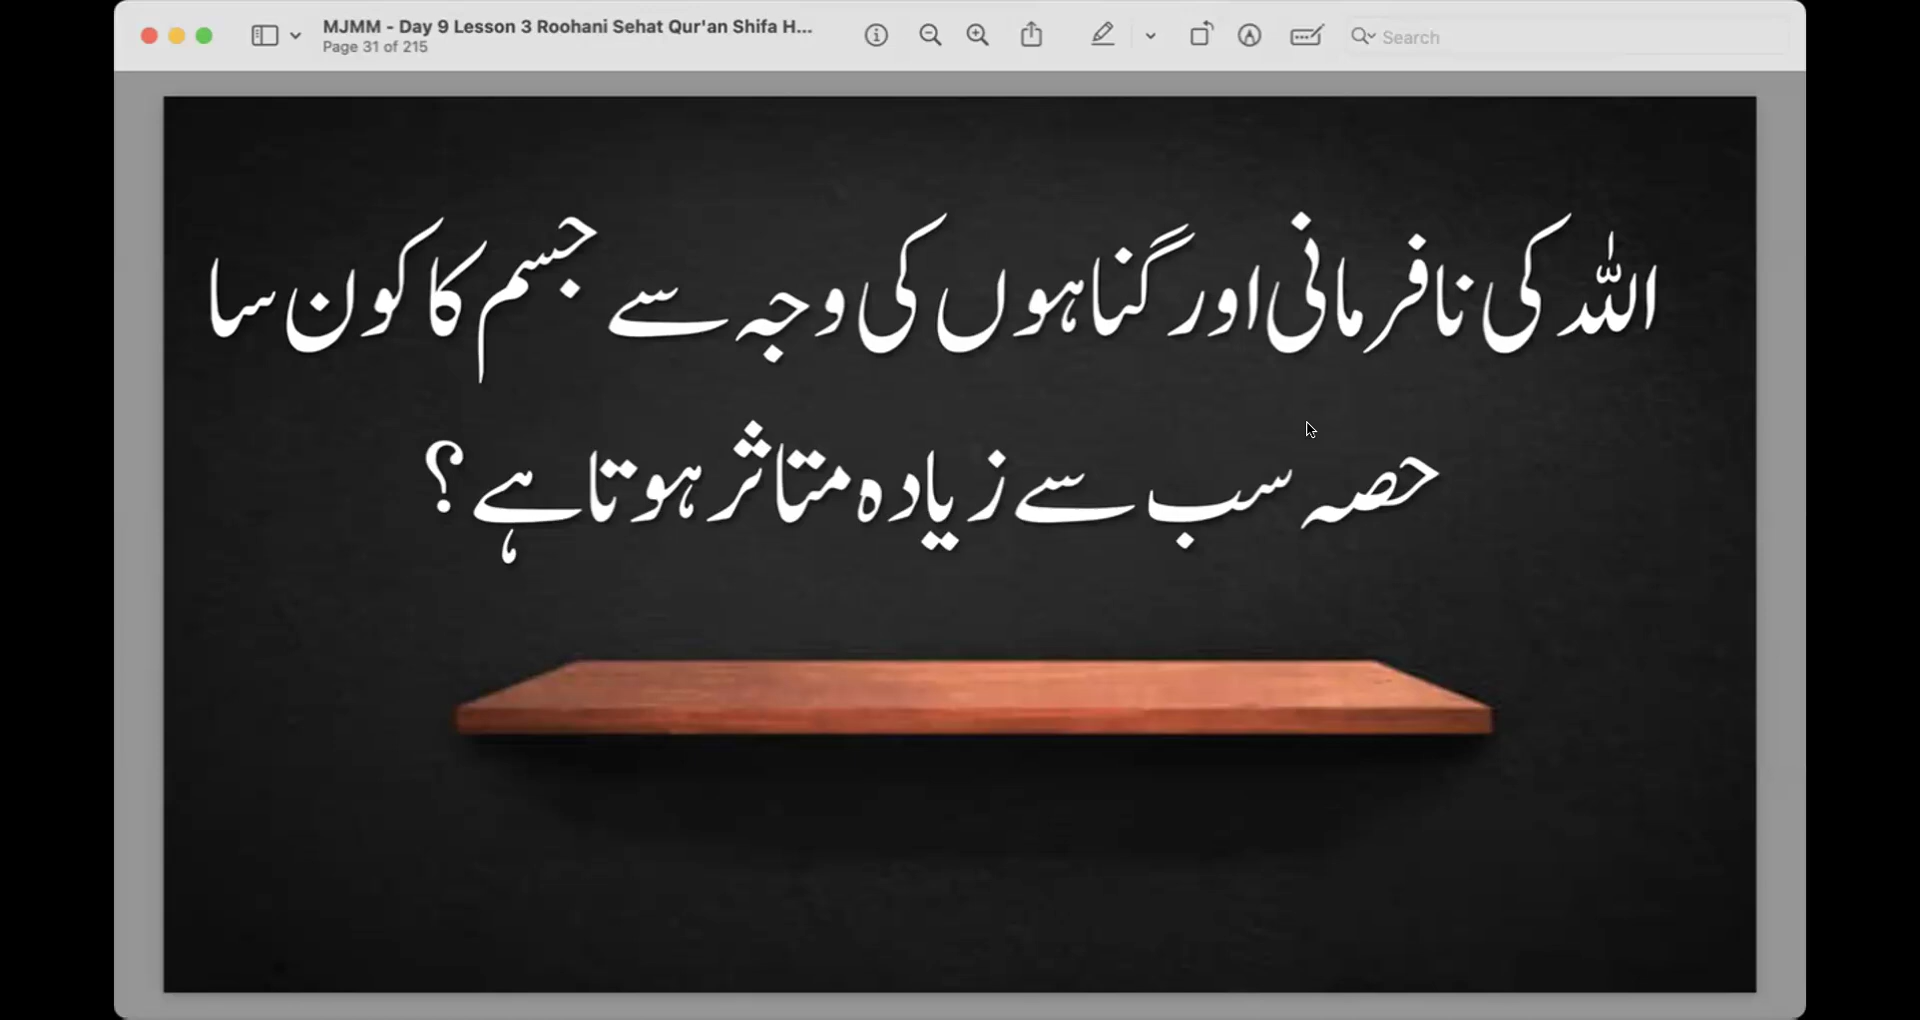 MJMM - Day 9 Lesson 3 Roohani Sehat Qur'an Shifa H...
Page 31 of 215
Search
اللہ کی نافرمانی اور گناہوں کی وجہ سے جسم کا کون سا
حصہ سب سے زیادہ متاثر ہوتا ہے ؟